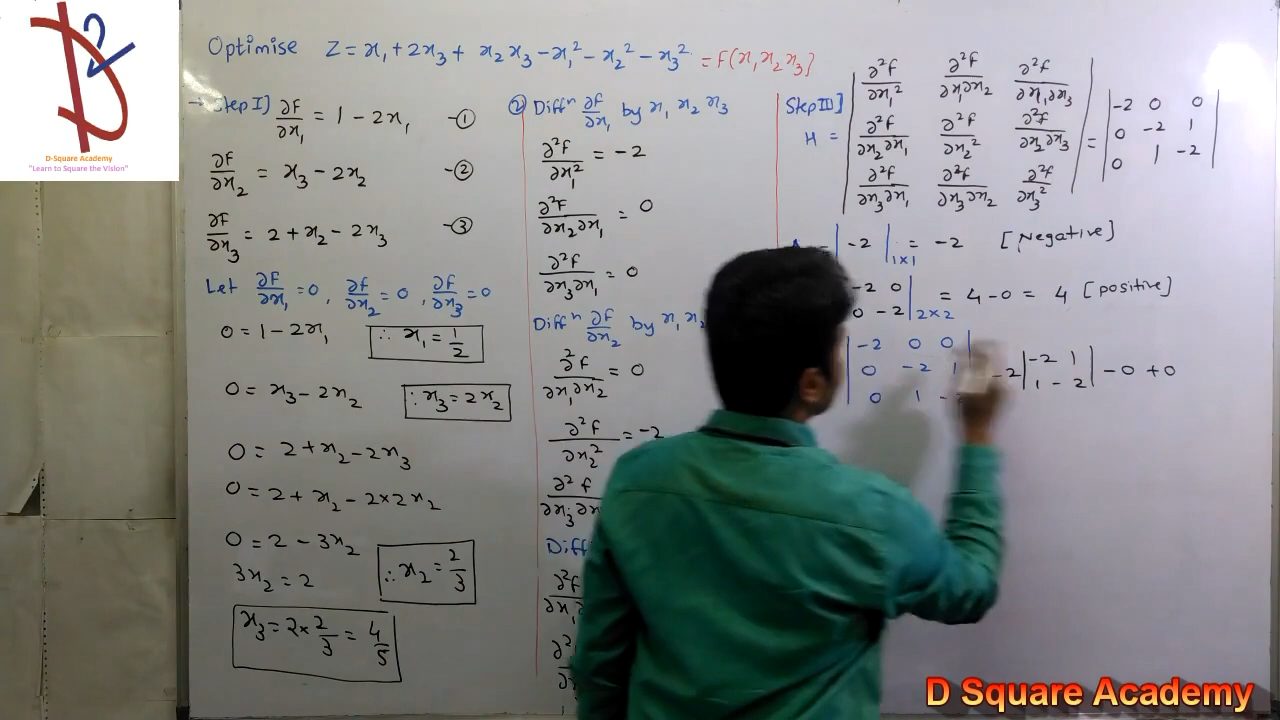 D²
D-Square Academy
"Learn to Square the Vision"
Optimise Z = x₁ + 2x₃ + x₂x₃ - x₁² - x₂² - x₃² = F(x₁x₂x₃)
→ Step I] ∂F/∂x₁ = 1 - 2x₁ -①
∂F/∂x₂ = x₃ - 2x₂ -②
∂F/∂x₃ = 2 + x₂ - 2x₃ -③
Let ∂F/∂x₁ = 0, ∂F/∂x₂ = 0, ∂F/∂x₃ = 0
0 = 1 - 2x₁ ∴ x₁ = 1/2
0 = x₃ - 2x₂ ∴ x₃ = 2x₂
0 = 2 + x₂ - 2x₃
0 = 2 + x₂ - 2×2x₂
0 = 2 - 3x₂
3x₂ = 2 ∴ x₂ = 2/3
x₃ = 2×2/3 = 4/5
② Diffⁿ ∂F/∂x₁ by x₁ x₂ x₃
∂²F/∂x₁² = -2
∂²F/∂x₂∂x₁ = 0
∂²F/∂x₃∂x₁ = 0
Diffⁿ ∂F/∂x₂ by x₁ x₂
∂²F/∂x₁∂x₂ = 0
∂²F/∂x₂² = -2
∂²F/∂x₃
Diff
∂²F/∂x₁
∂²
Step III]
∂²F/∂x₁² ∂²F/∂x₁∂x₂ ∂²F/∂x₁∂x₃ | -2 0 0
H = ∂²F/∂x₂∂x₁ ∂²F/∂x₂² ∂²F/∂x₂∂x₃ = | 0 -2 1
∂²F/∂x₃∂x₁ ∂²F/∂x₃∂x₂ ∂²F/∂x₃² | 0 1 -2
|-2|₁ₓ₁ = -2 [Negative]
-2 0 | = 4 - 0 = 4 [positive]
0 -2 | 2×2
|-2 0 0|
0 -2 1 -2 |-2 1| - 0 + 0
0 1 - |1 -2|
D Square Academy